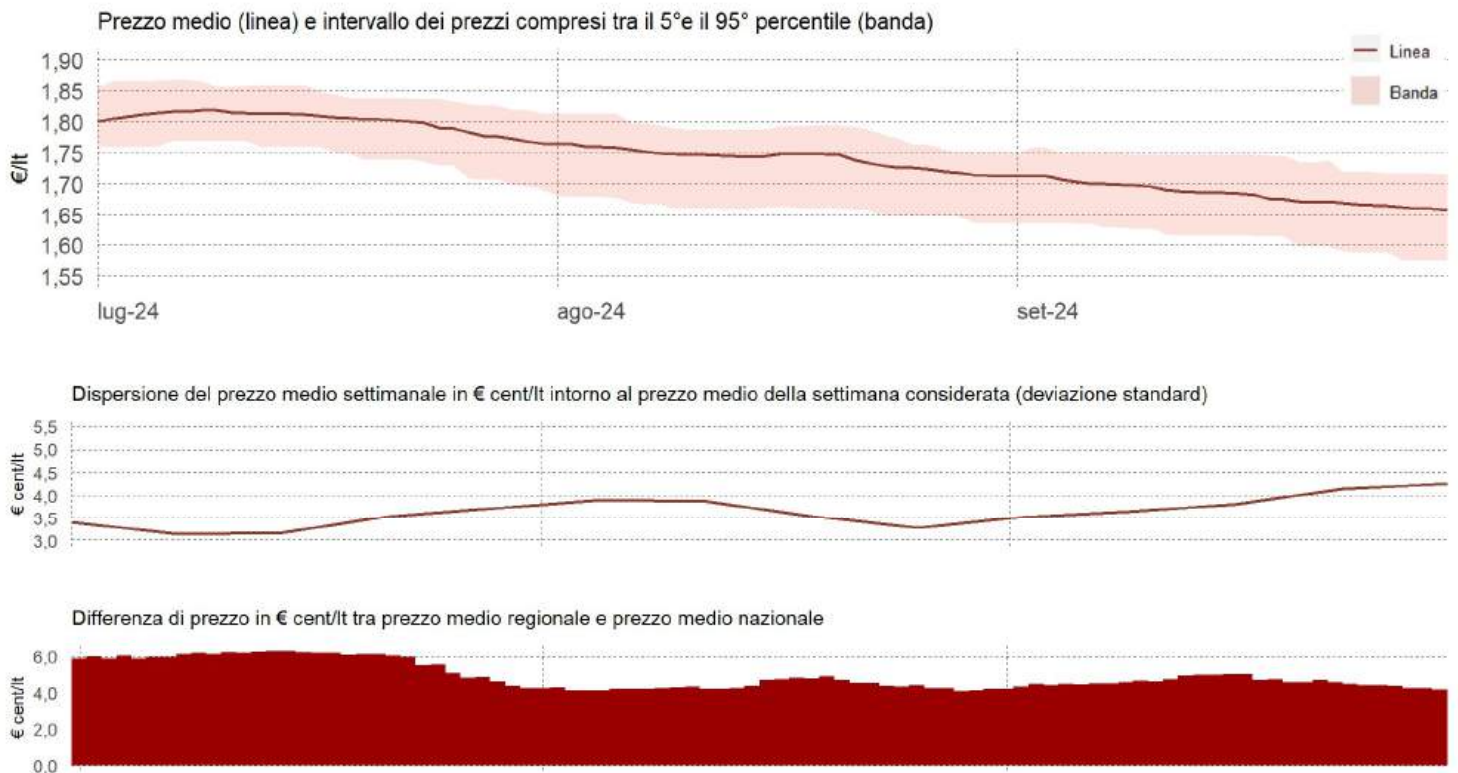 Prezzo medio (linea) e intervallo dei prezzi compresi tra il 5°e il 95° percentile (banda)
1,90
1,85
1,80
1,75
1,70
1,65
1,60
1,55
€/lt
Linea
Banda
lug-24
ago-24
set-24
Dispersione del prezzo medio settimanale in € cent/lt intorno al prezzo medio della settimana considerata (deviazione standard)
5,5
5,0
4,5
4,0
3,5
3,0
€ cent/lt
Differenza di prezzo in € cent/lt tra prezzo medio regionale e prezzo medio nazionale
6,0
4,0
2,0
0,0
€ cent/lt